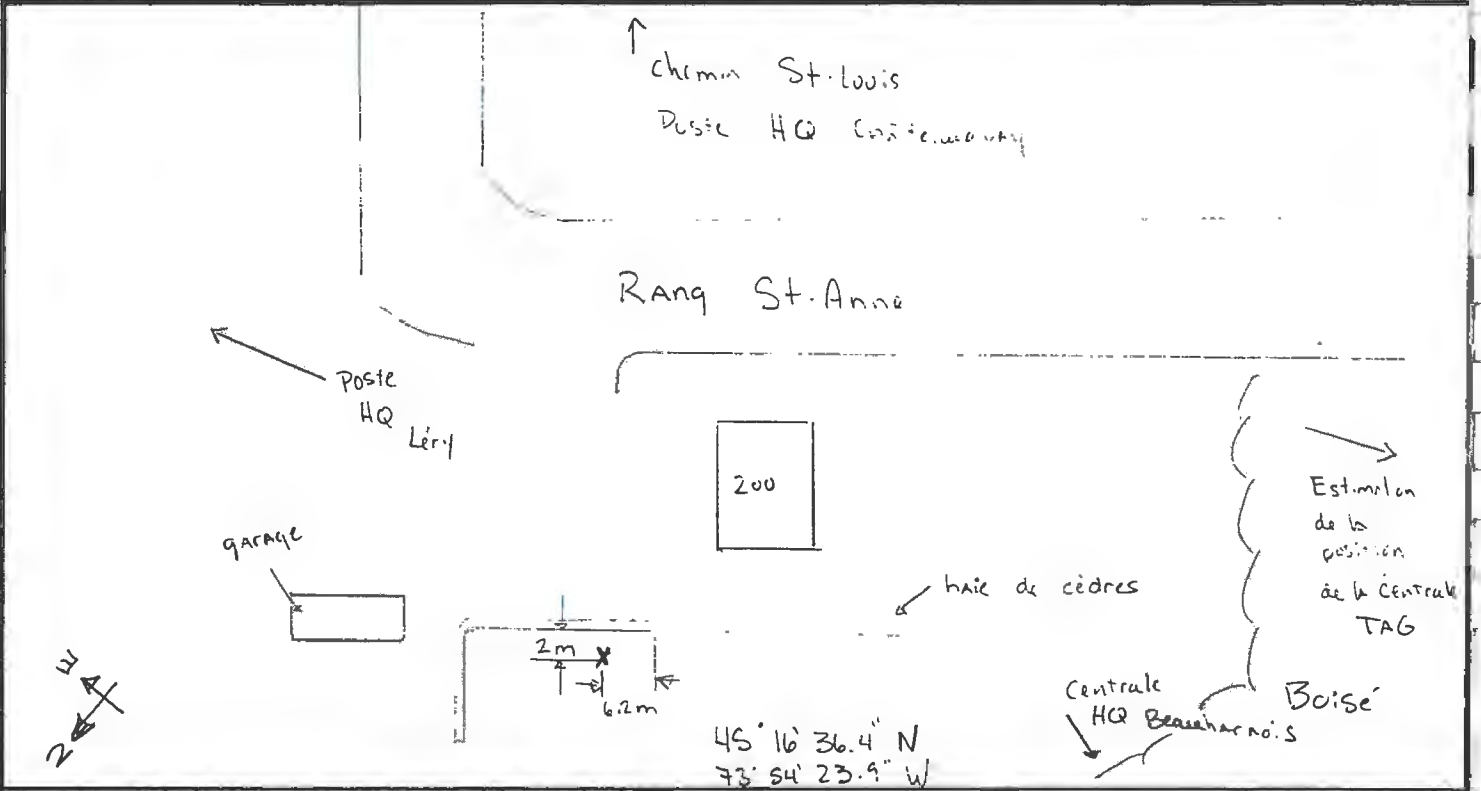 Chemin St-Louis
Poste HQ
Rang St-Anne
Poste
HQ
Léry
200
garage
haie de cèdres
Estimation
de la
position
de la Centrale
TAG
2m
6.2m
Centrale
HQ Beauharnois
Boisé
45° 16' 36.4" N
73° 54' 23.9" W
E
N